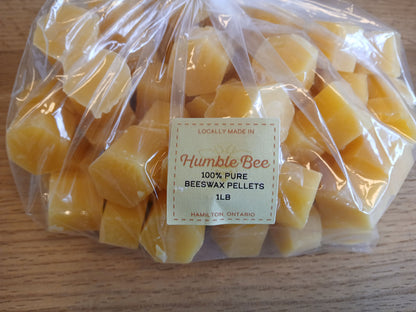 LOCALLY MADE IN
Humble Bee
100% PURE
BEESWAX PELLETS
1LB
HAMILTON, ONTARIO